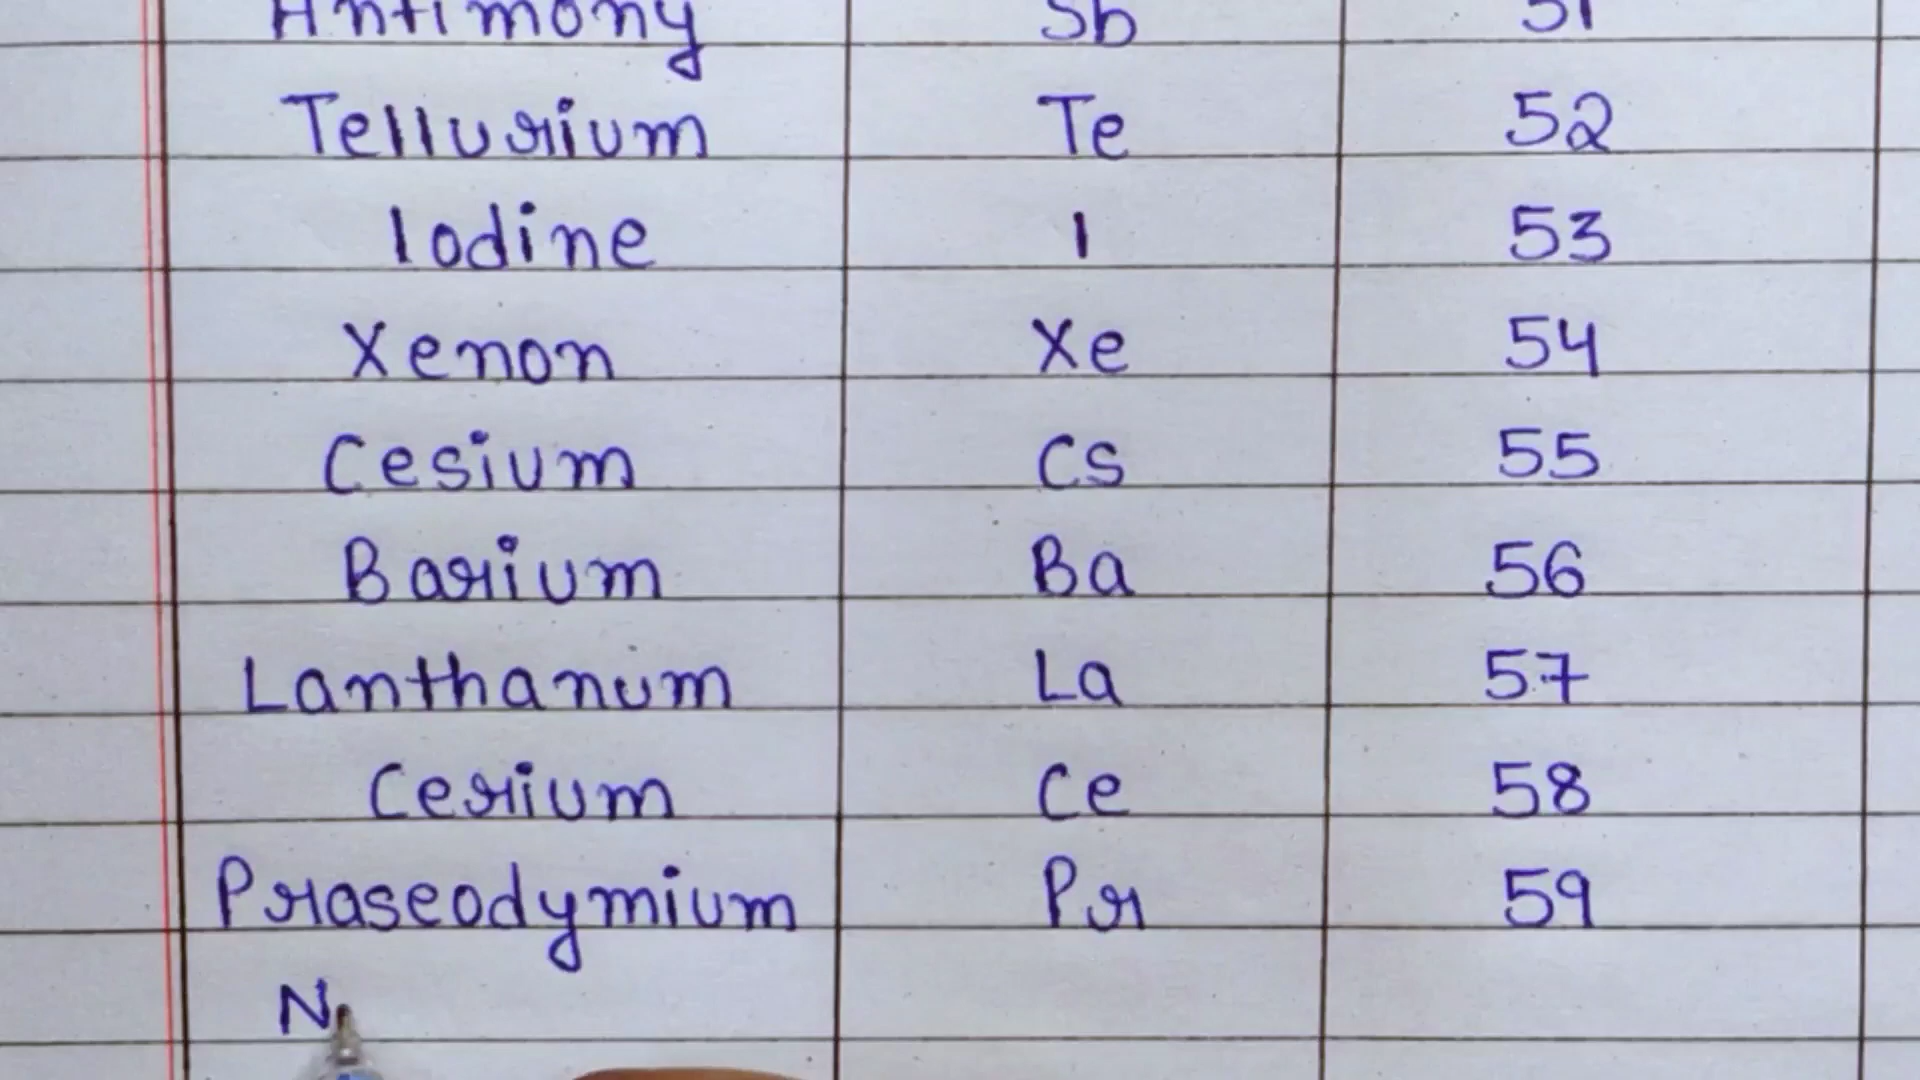 Antimony Sb 51
Tellurium Te 52
Iodine I 53
Xenon Xe 54
Cesium Cs 55
Barium Ba 56
Lanthanum La 57
Cerium Ce 58
Praseodymium Pr 59
N